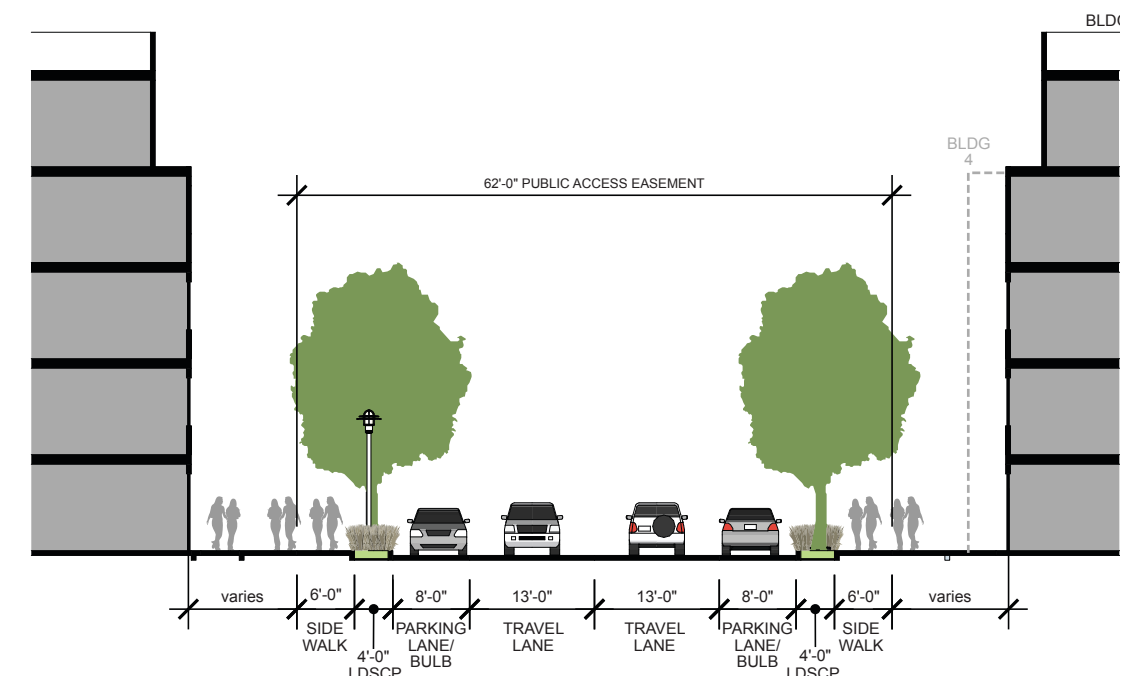 BLDG
4
62'-0" PUBLIC ACCESS EASEMENT
varies
6'-0"
8'-0"
13'-0"
13'-0"
8'-0"
6'-0"
varies
SIDE
WALK
4'-0"
LDSCP
PARKING
LANE/
BULB
TRAVEL
LANE
TRAVEL
LANE
PARKING
LANE/
BULB
4'-0"
LDSCP
SIDE
WALK